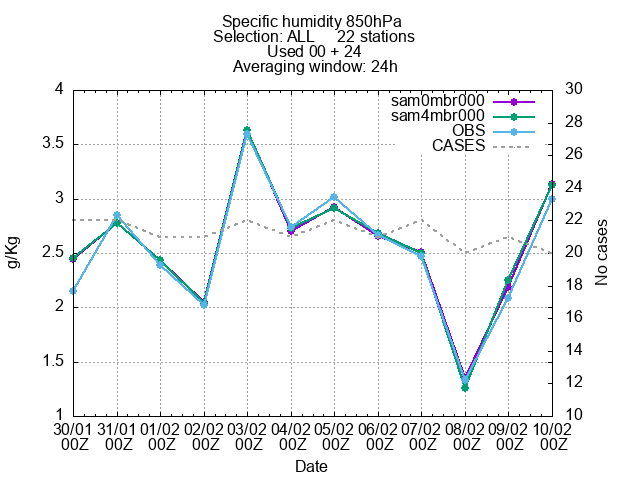 Specific humidity 850hPa
Selection: ALL 22 stations
Used 00 + 24
Averaging window: 24h
sam0mbr000
sam4mbr000
OBS
CASES
4
3.5
3
2.5
2
1.5
1
g/Kg
30
28
26
24
22
20
18
16
14
12
10
No cases
30/01 31/01 01/02 02/02 03/02 04/02 05/02 06/02 07/02 08/02 09/02 10/02
00Z 00Z 00Z 00Z 00Z 00Z 00Z 00Z 00Z 00Z 00Z 00Z
Date